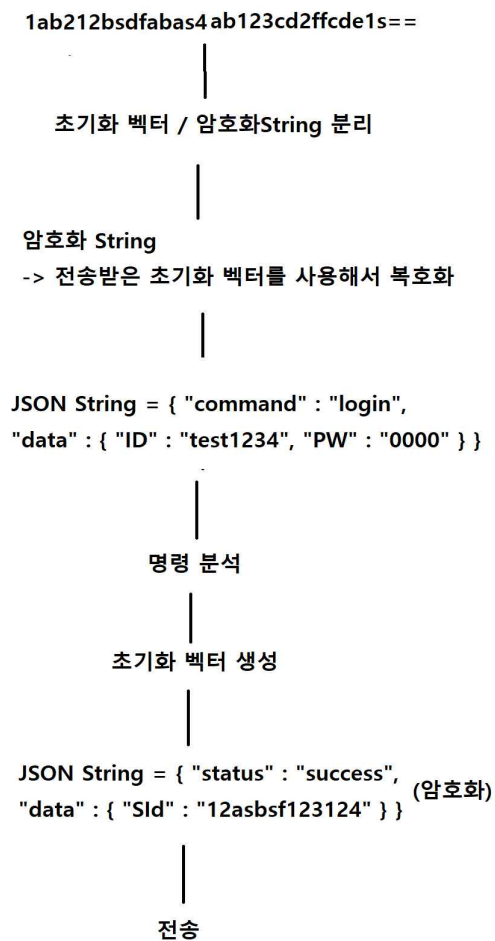 1ab212bsdfabas4 ab123cd2ffcde1s==
초기화 벡터 / 암호화String 분리
암호화 String
-> 전송받은 초기화 벡터를 사용해서 복호화
JSON String = { "command" : "login",
"data" : { "ID" : "test1234", "PW" : "0000" } }
명령 분석
초기화 벡터 생성
JSON String = { "status" : "success",
"data" : { "SId" : "12asbsf123124" } }
(암호화)
전송